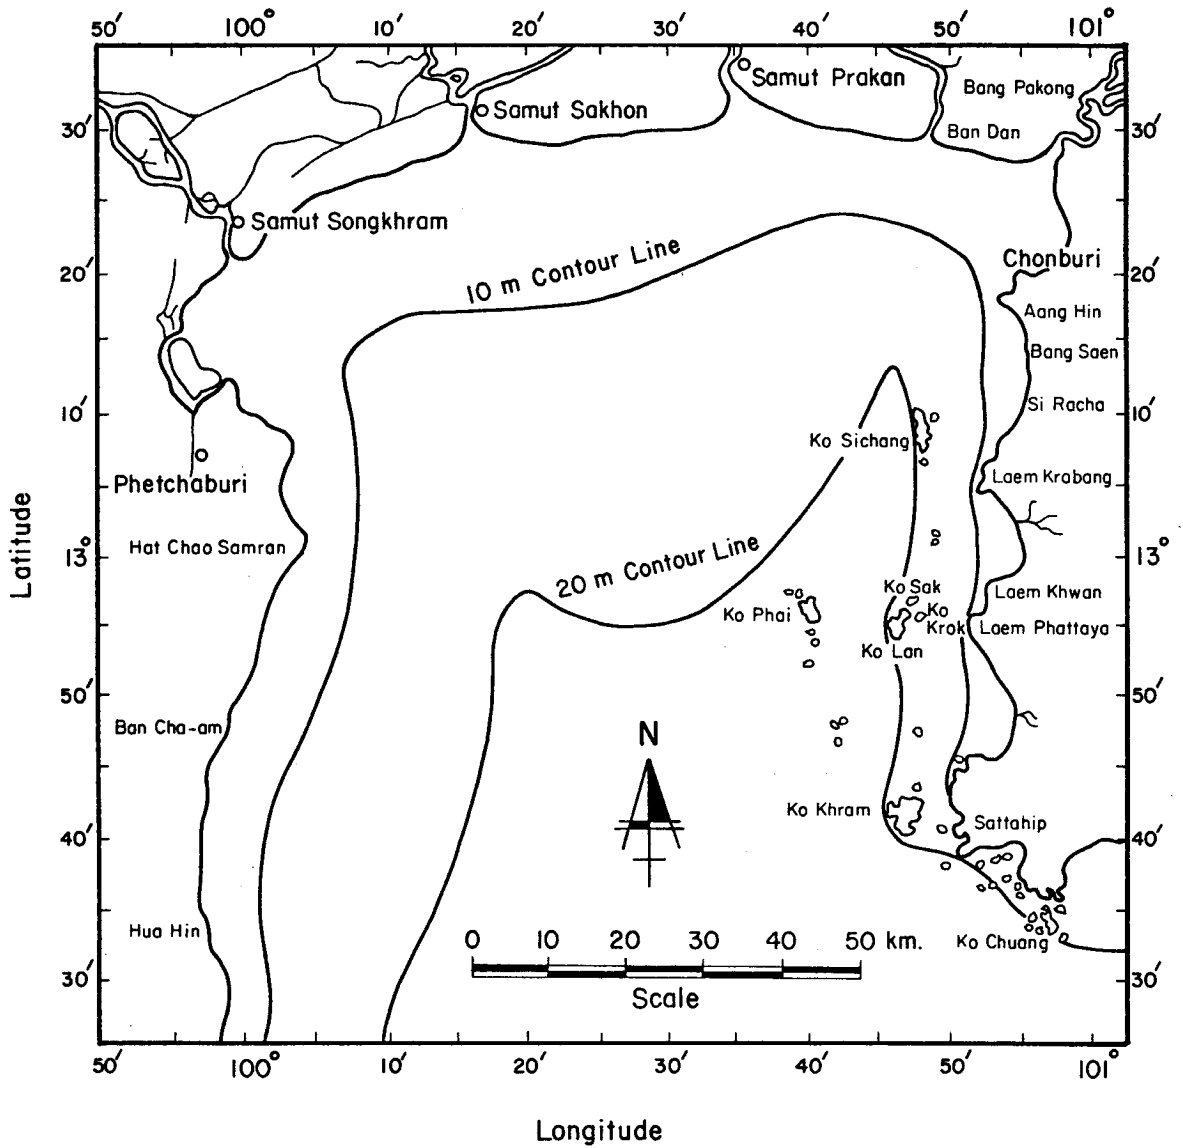 50′ 100° 10′ 20′ 30′ 40′ 50′ 101°
Samut Prakan
Bang Pakong
Samut Sakhon
30′ Ban Dan 30′
Samut Songkhram
10 m Contour Line
Chonburi
20′ 20′
Aang Hin
Bang Saen
Si Racha
10′ 10′
Ko Sichang
Laem Krabang
Phetchaburi
Hat Chao Samran
13° 13°
20 m Contour Line
Ko Sak
Laem Khwan
Ko Phai
Ko
Krok
Laem Phattaya
Ko Lan
50′ 50′
Ban Cha-am
N
Ko Khram
Sattahip
40′ 40′
Hua Hin
Ko Chuang
0 10 20 30 40 50 km.
Scale
30′ 30′
50′ 100° 10′ 20′ 30′ 40′ 50′ 101°
Latitude
Longitude